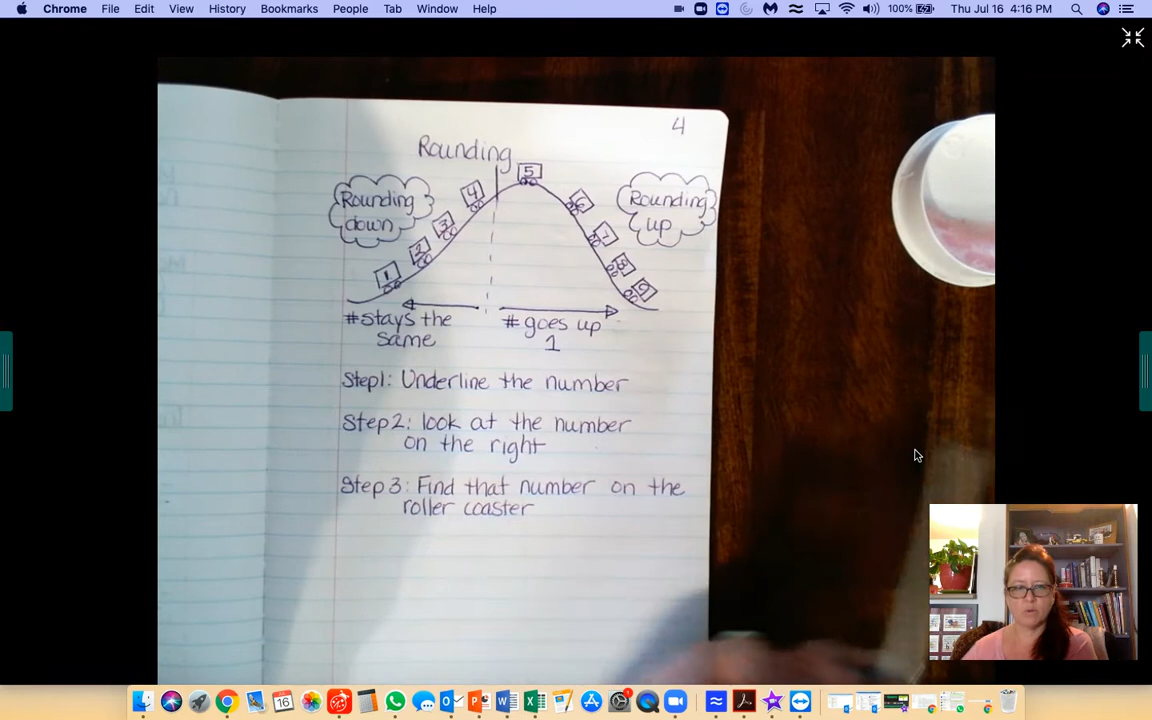 Chrome File Edit View History Bookmarks People Tab Window Help 100% Thu Jul 16 4:16 PM
4
Rounding
5
4
6
Rounding down
Rounding up
3
7
2
8
1
9
#stays the same
# goes up 1
Step1: Underline the number
Step2: look at the number
on the right
Step 3: Find that number on the
roller coaster
16